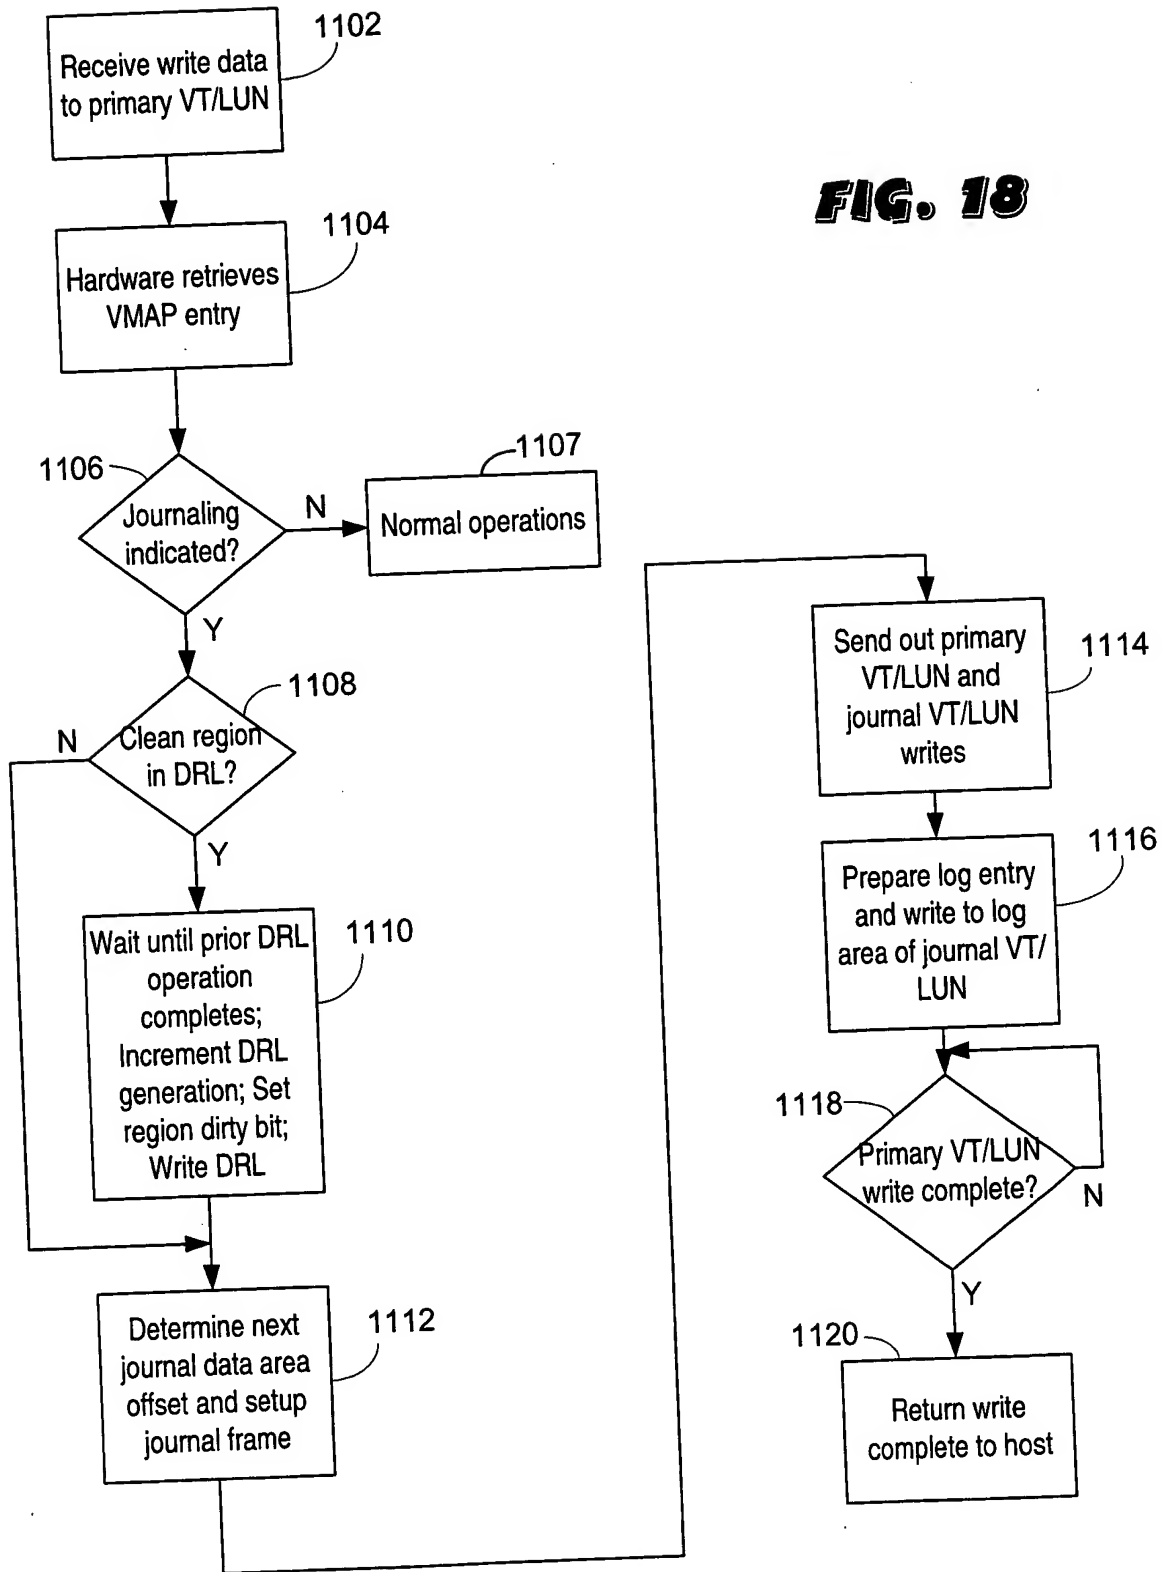 1102
Receive write data
to primary VT/LUN
FIG. 18
1104
Hardware retrieves
VMAP entry
1106
Journaling
indicated?
N
1107
Normal operations
Y
1108
N
Clean region
in DRL?
Y
1110
Wait until prior DRL
operation
completes;
Increment DRL
generation; Set
region dirty bit;
Write DRL
1112
Determine next
journal data area
offset and setup
journal frame
1114
Send out primary
VT/LUN and
journal VT/LUN
writes
1116
Prepare log entry
and write to log
area of journal VT/
LUN
1118
Primary VT/LUN
write complete?
N
Y
1120
Return write
complete to host